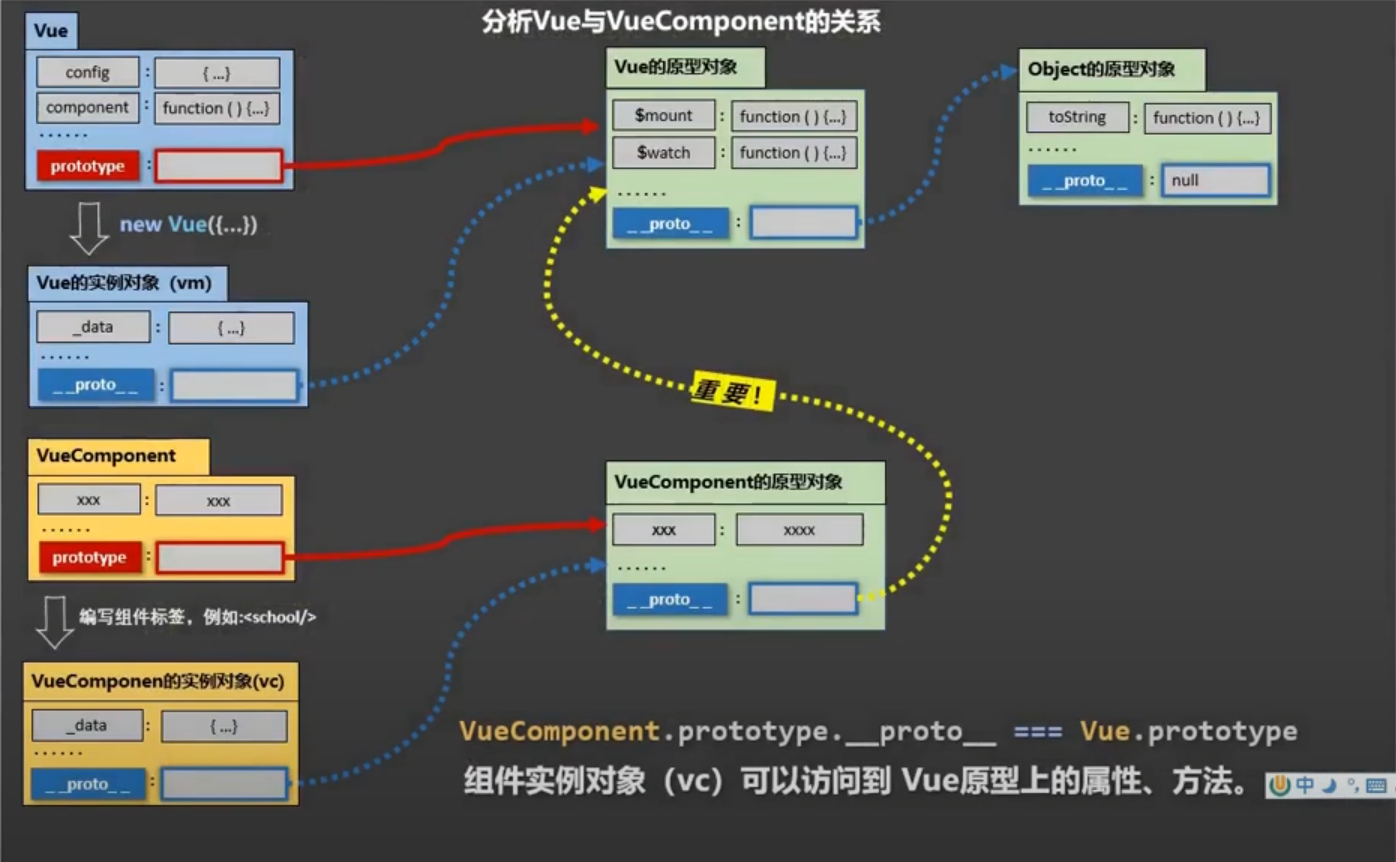 分析Vue与VueComponent的关系
Vue
config : { ...}
component : function ( ) {...}
······
prototype :
new Vue({...})
Vue的实例对象（vm）
_data : { ...}
······
__proto__ :
VueComponent
xxx : xxx
······
prototype :
编写组件标签，例如:<school/>
VueComponen的实例对象(vc)
_data : { ...}
······
__proto__ :
Vue的原型对象
$mount : function ( ) {...}
$watch : function ( ) {...}
······
__proto__ :
Object的原型对象
toString : function ( ) {...}
······
__proto__ : null
重要！
VueComponent的原型对象
xxx : xxxx
······
__proto__ :
VueComponent.prototype.__proto__ === Vue.prototype
组件实例对象（vc）可以访问到 Vue原型上的属性、方法。
中